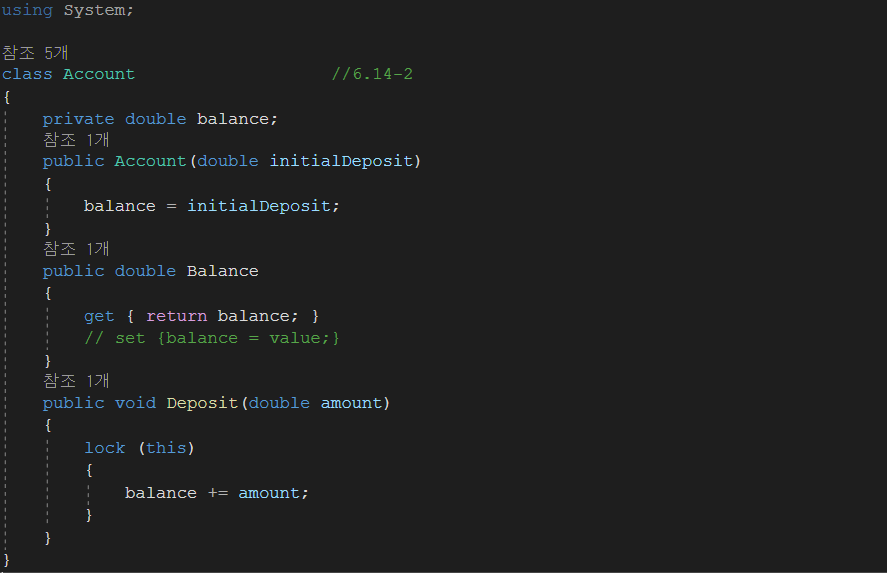 using System;
참조 5개
class Account //6.14-2
{
private double balance;
참조 1개
public Account(double initialDeposit)
{
balance = initialDeposit;
}
참조 1개
public double Balance
{
get { return balance; }
// set {balance = value;}
}
참조 1개
public void Deposit(double amount)
{
lock (this)
{
balance += amount;
}
}
}